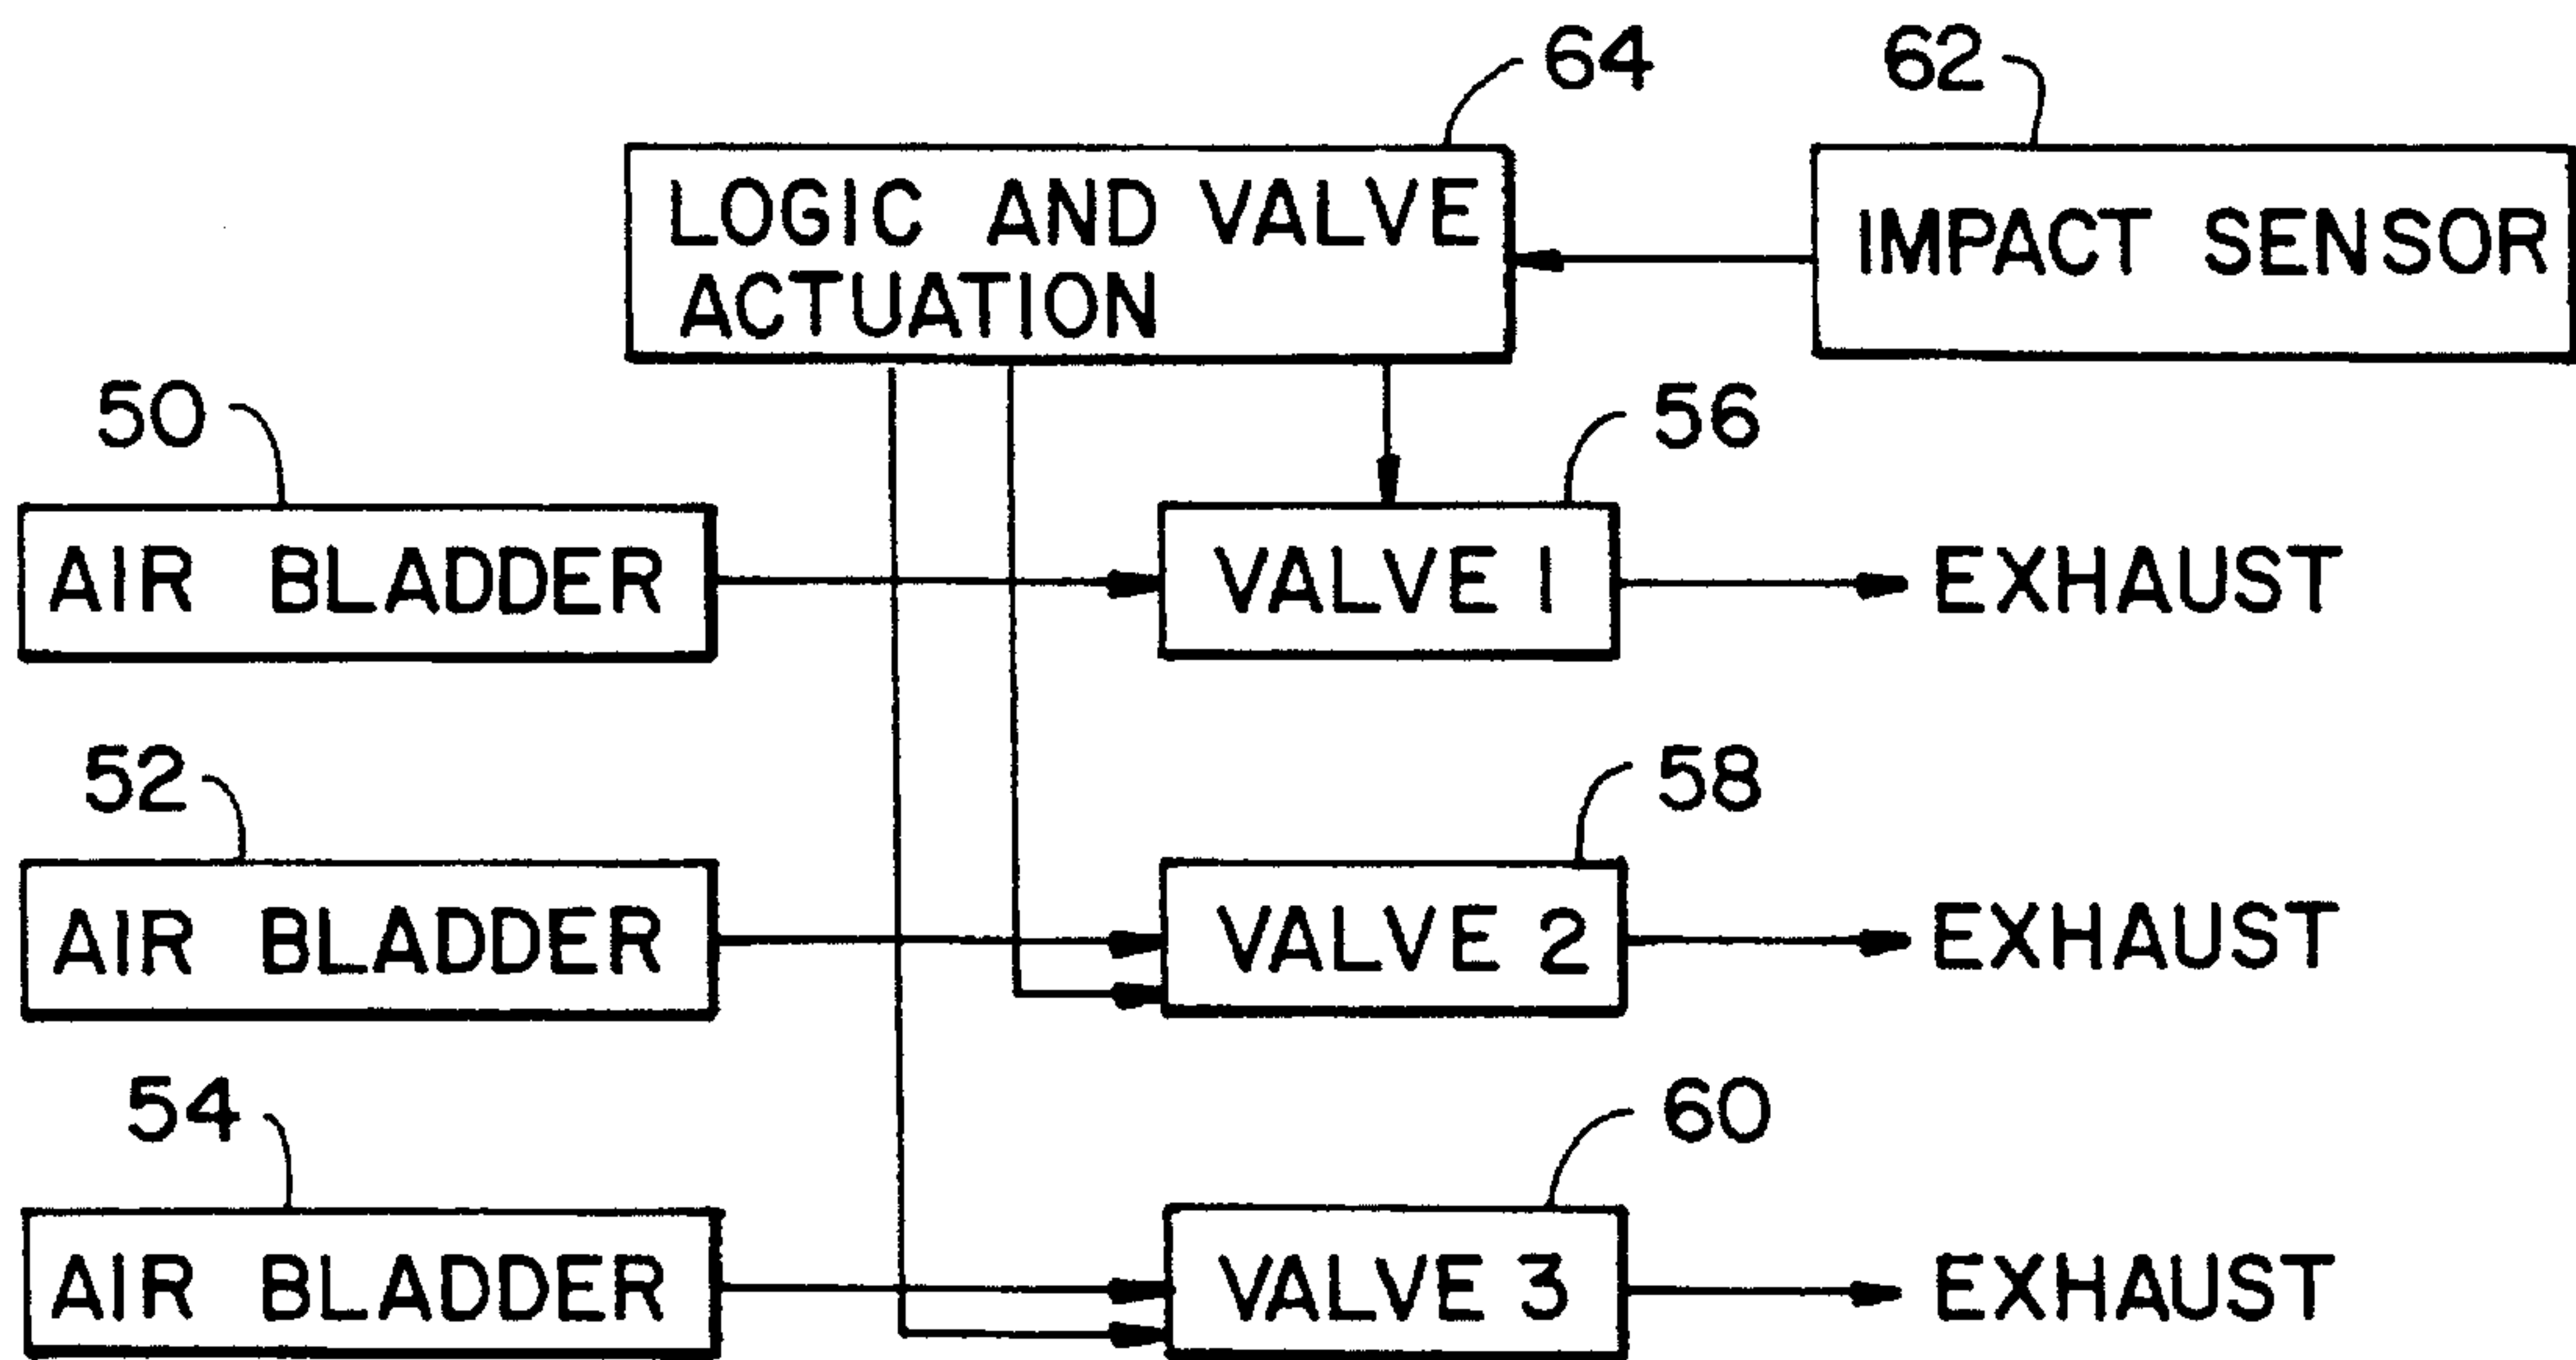 64
62
LOGIC AND VALVE
ACTUATION
IMPACT SENSOR
50
56
AIR BLADDER
VALVE 1
EXHAUST
52
58
AIR BLADDER
VALVE 2
EXHAUST
54
60
AIR BLADDER
VALVE 3
EXHAUST